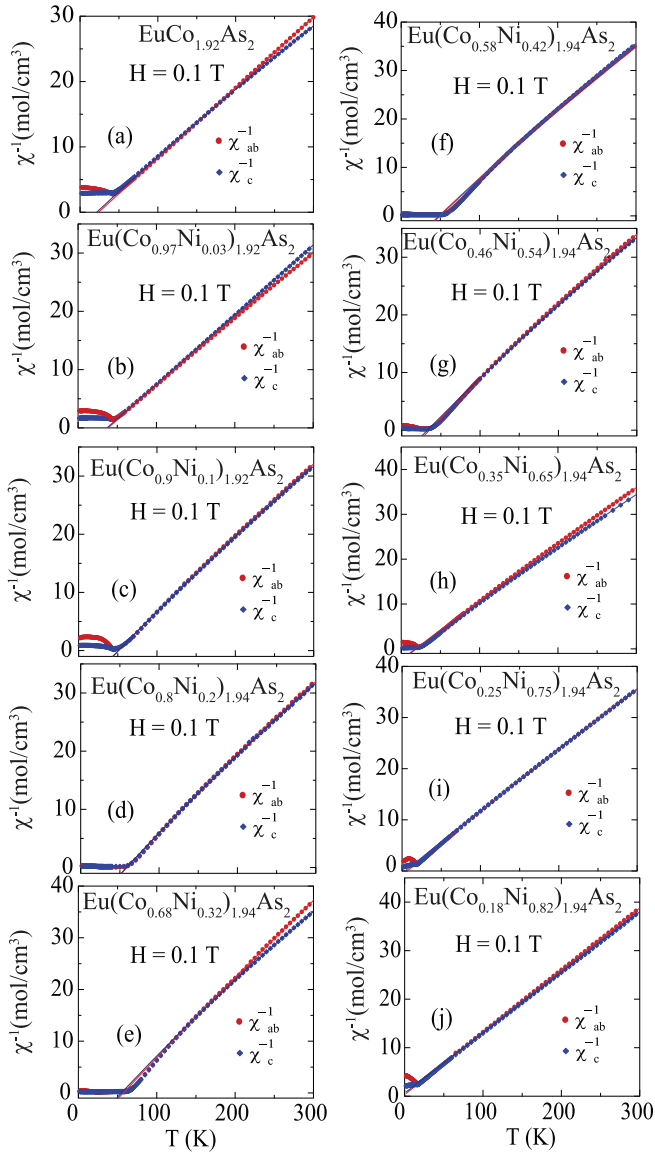 EuCo1.92As2
H = 0.1 T
(a)
χ−1ab
χ−1c
χ-1(mol/cm3)
30
20
10
0
Eu(Co0.97Ni0.03)1.92As2
H = 0.1 T
(b)
χ−1ab
χ−1c
χ-1(mol/cm3)
30
20
10
0
Eu(Co0.9Ni0.1)1.92As2
H = 0.1 T
(c)
χ−1ab
χ−1c
χ-1(mol/cm3)
30
20
10
0
Eu(Co0.8Ni0.2)1.94As2
H = 0.1 T
(d)
χ−1ab
χ−1c
χ-1(mol/cm3)
30
20
10
0
Eu(Co0.68Ni0.32)1.94As2
H = 0.1 T
(e)
χ−1ab
χ−1c
χ-1(mol/cm3)
40
30
20
10
0
0 100 200 300
T (K)
Eu(Co0.58Ni0.42)1.94As2
H = 0.1 T
(f)
χ−1ab
χ−1c
χ-1(mol/cm3)
40
30
20
10
0
Eu(Co0.46Ni0.54)1.94As2
H = 0.1 T
(g)
χ−1ab
χ−1c
χ-1(mol/cm3)
30
20
10
0
Eu(Co0.35Ni0.65)1.94As2
H = 0.1 T
(h)
χ−1ab
χ−1c
χ-1(mol/cm3)
40
30
20
10
0
Eu(Co0.25Ni0.75)1.94As2
H = 0.1 T
(i)
χ−1ab
χ−1c
χ-1(mol/cm3)
40
30
20
10
0
Eu(Co0.18Ni0.82)1.94As2
H = 0.1 T
(j)
χ−1ab
χ−1c
χ-1(mol/cm3)
40
30
20
10
0
0 100 200 300
T (K)